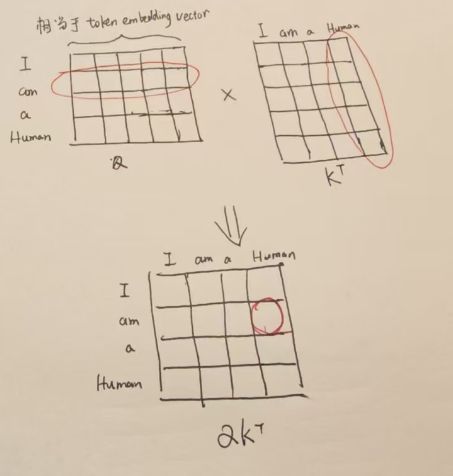 相当于 token embedding vector
I
am
a
Human
Q
×
I am a Human
K^T
I am a Human
I
am
a
Human
QK^T